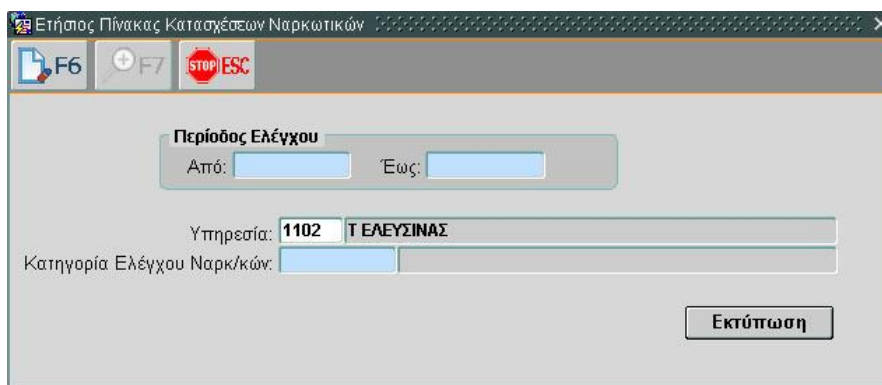 Ετήσιος Πίνακας Κατασχέσεων Ναρκωτικών
F6 F7 STOP ESC
Περίοδος Ελέγχου
Από: Έως:
Υπηρεσία: 1102 Τ ΕΛΕΥΣΙΝΑΣ
Κατηγορία Ελέγχου Ναρκ/κών:
Εκτύπωση